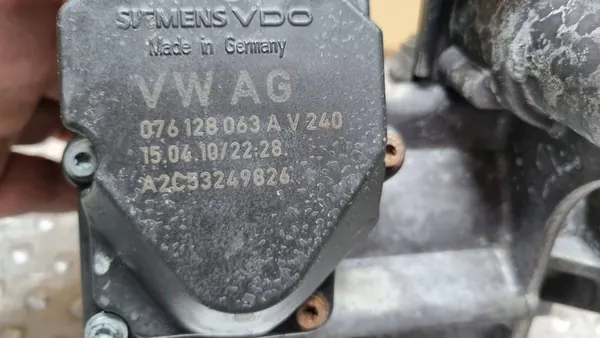 SIEMENS VDO
Made in Germany
VW AG
076 128 063 A V 240
15.04.10/22:28
A2C53249826